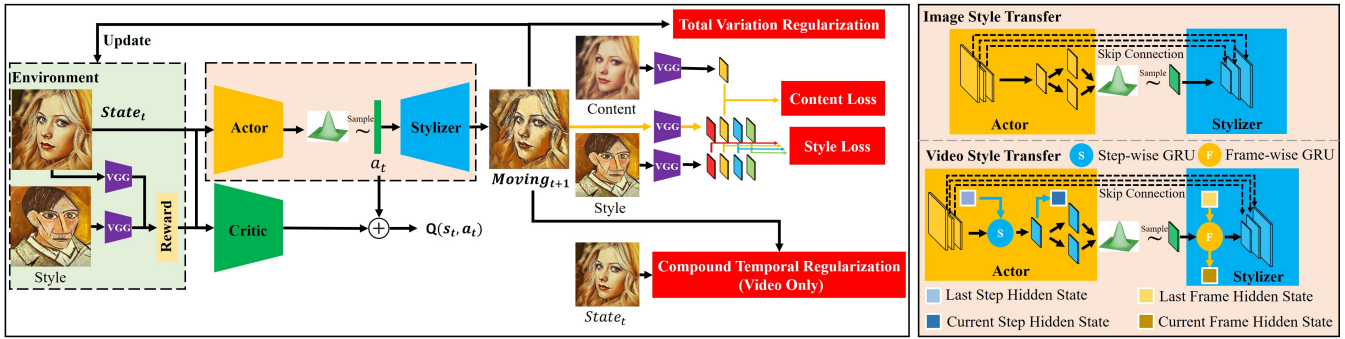 Update
Environment
State_t
VGG
VGG
Style
Reward
Actor
Sample
~
a_t
Stylizer
Critic
+
Q(s_t, a_t)
Moving_{t+1}
Total Variation Regularization
VGG
Content
VGG
VGG
Style
Content Loss
Style Loss
State_t
Compound Temporal Regularization
(Video Only)
Image Style Transfer
Skip Connection
Sample
~
Actor
Stylizer
Video Style Transfer
S
Step-wise GRU
F
Frame-wise GRU
Skip Connection
S
Sample
~
F
Actor
Stylizer
Last Step Hidden State
Last Frame Hidden State
Current Step Hidden State
Current Frame Hidden State